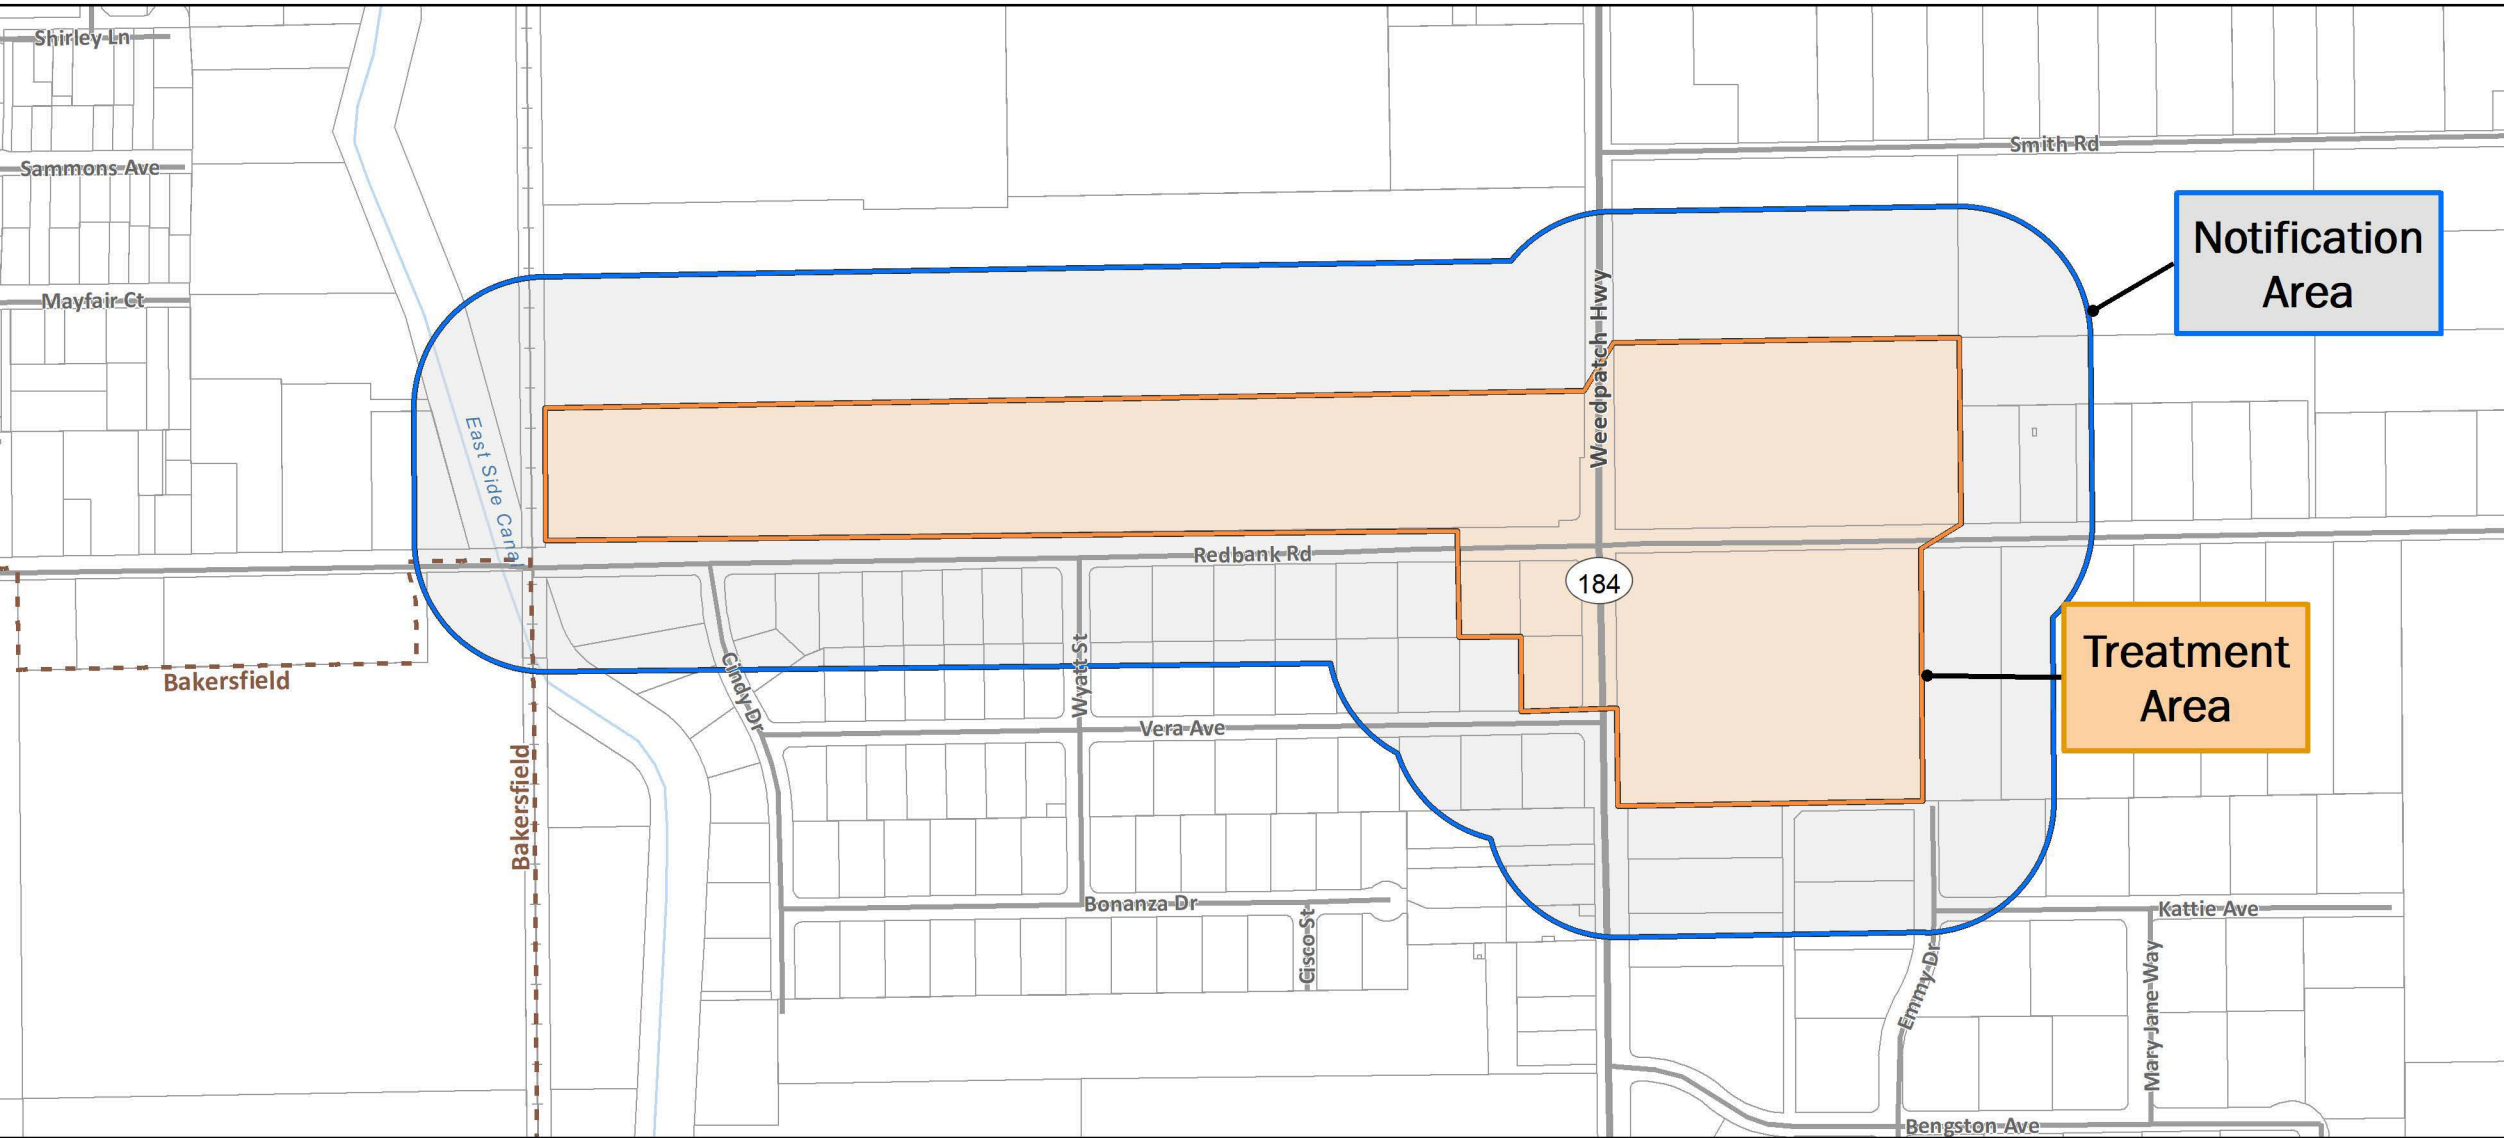 Shirley Ln
Smith Rd
Sammons Ave
Notification
Area
Mayfair Ct
Weedpatch Hwy
East Side Canal
Redbank Rd
184
Treatment
Area
Bakersfield
Cindy Dr
Wyatt St
Vera Ave
Bakersfield
Bonanza Dr
Cisco St
Kattie Ave
Emmy Dr
Mary Jane Way
Bengston Ave